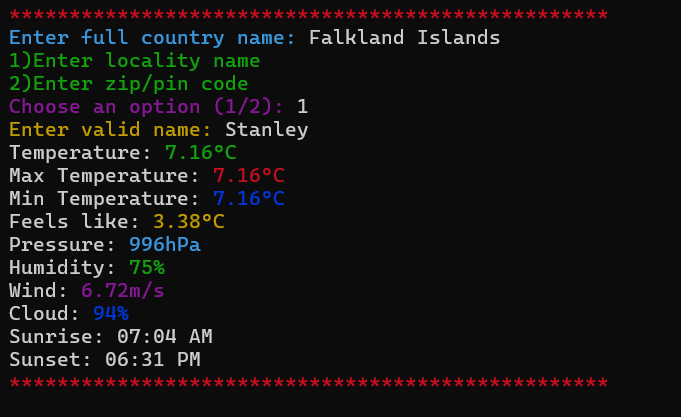 **************************************************
Enter full country name: Falkland Islands
1)Enter locality name
2)Enter zip/pin code
Choose an option (1/2): 1
Enter valid name: Stanley
Temperature: 7.16°C
Max Temperature: 7.16°C
Min Temperature: 7.16°C
Feels like: 3.38°C
Pressure: 996hPa
Humidity: 75%
Wind: 6.72m/s
Cloud: 94%
Sunrise: 07:04 AM
Sunset: 06:31 PM
**************************************************